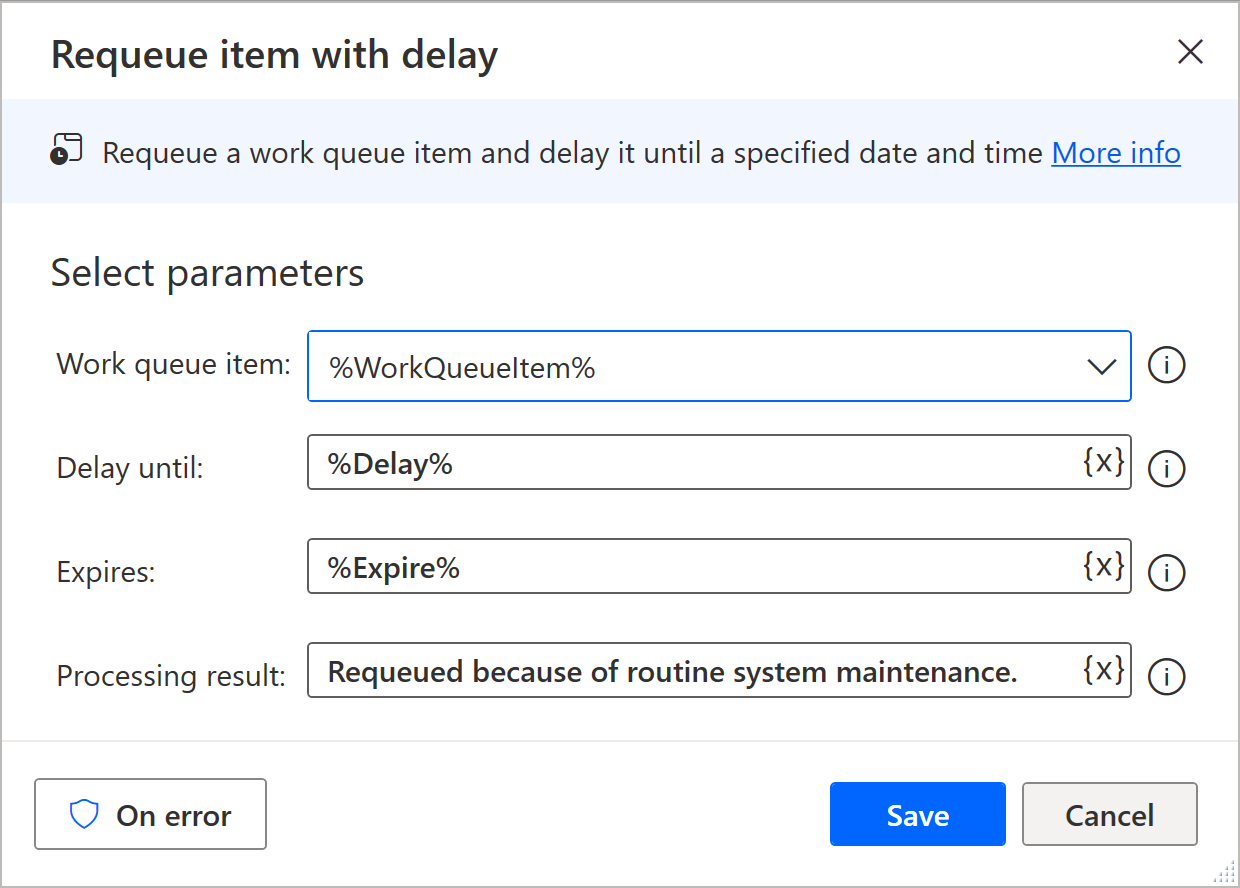 Requeue item with delay
Requeue a work queue item and delay it until a specified date and time More info
Select parameters
Work queue item: %WorkQueueItem%
Delay until: %Delay% {x}
Expires: %Expire% {x}
Processing result: Requeued because of routine system maintenance. {x}
On error Save Cancel